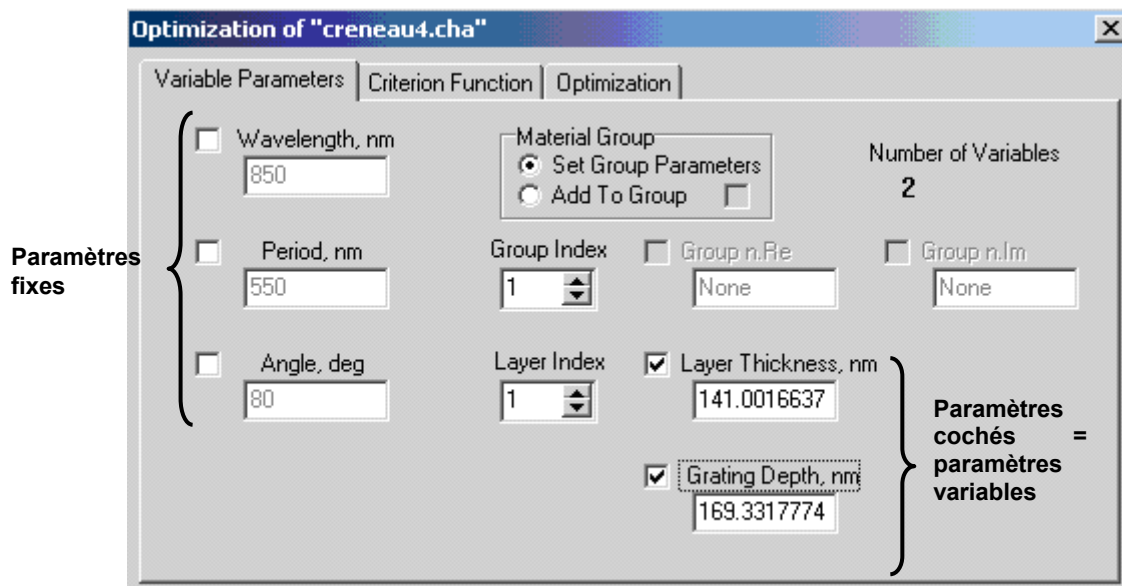 Optimization of "creneau4.cha"
Variable Parameters Criterion Function Optimization
Wavelength, nm
850
Material Group
Set Group Parameters
Add To Group
Number of Variables
2
Paramètres
fixes
Period, nm
550
Group Index
1
Group n.Re
None
Group n.Im
None
Angle, deg
80
Layer Index
1
Layer Thickness, nm
141.0016637
Grating Depth, nm
169.3317774
Paramètres
cochés =
paramètres
variables